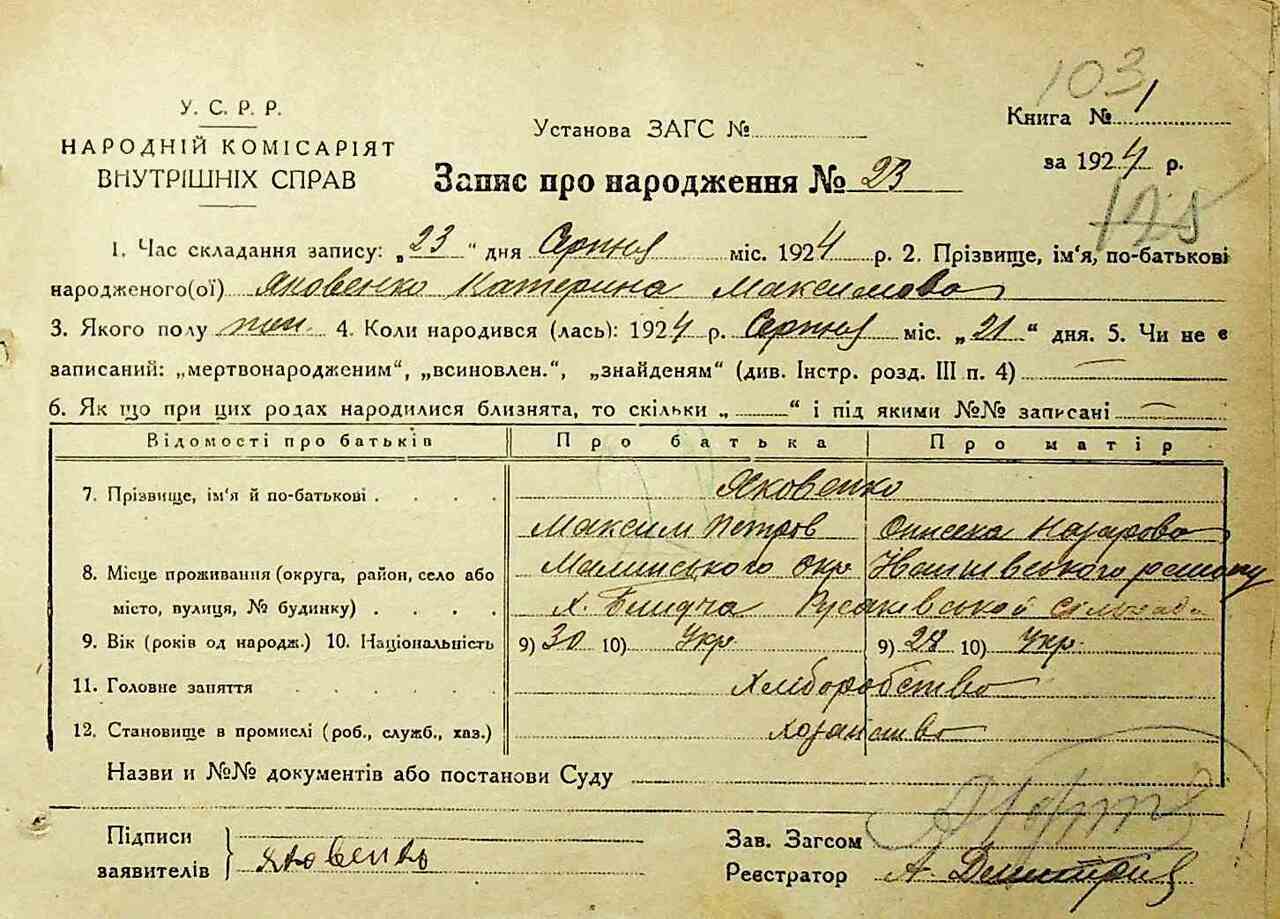 103
У. С. Р. Р.
НАРОДНІЙ КОМІСАРІЯТ
ВНУТРІШНІХ СПРАВ
Установа ЗАГС №
Книга № 1
за 1924 р.
Запис про народження № 23
125
1. Час складання запису: „23" дня Серпня міс. 1924 р. 2. Прізвище, ім'я, по-батькові
народженого(ої) Яковенко Катерина Максимова
3. Якого полу жін. 4. Коли народився (лась): 1924 р. Серпня міс. „21" дня. 5. Чи не є
записаний: „мертвонародженим", „всиновлен.", „знайденям" (див. Інстр. розд. III п. 4)
6. Як що при цих родах народилися близнята, то скільки „ " і під якими №№ записані
Відомості про батьків Про батька Про матір
7. Прізвище, ім'я й по-батькові Яковенко
Максим Петров Назарова
8. Місце проживання (округа, район, село або Окр
місто, вулиця, № будинку) Х.
9. Вік (років од народж.) 10. Національність 9) 30 10) Укр 9) 28 10) Укр.
11. Головне заняття Хліборобство
12. Становище в промислі (роб., служб., хаз.) хозайство
Назви и №№ документів або постанови Суду
Підписи
заявителів Яковенко
Зав. Загсом
Реєстратор А.